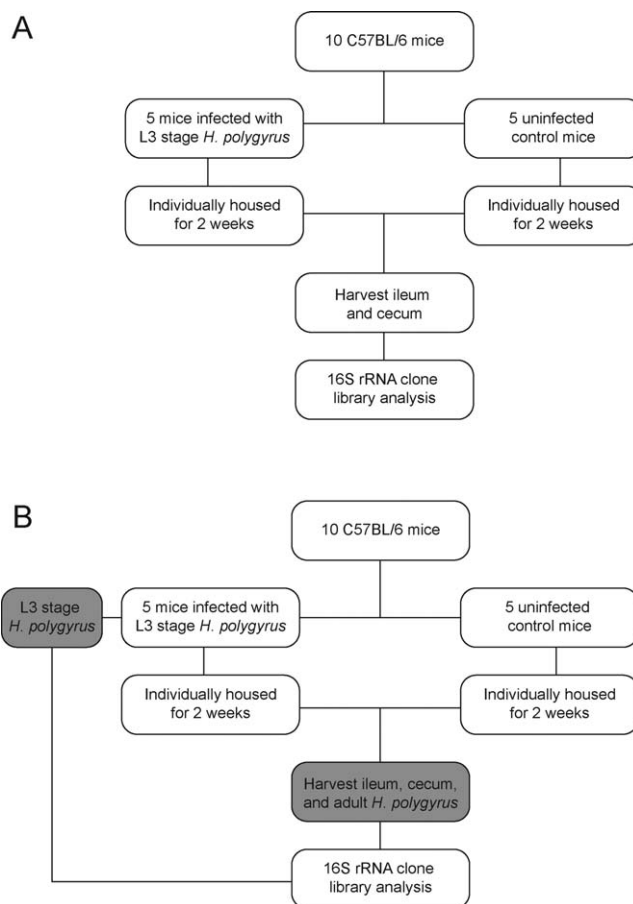 A
10 C57BL/6 mice
5 mice infected with
L3 stage H. polygyrus
5 uninfected
control mice
Individually housed
for 2 weeks
Individually housed
for 2 weeks
Harvest ileum
and cecum
16S rRNA clone
library analysis
B
10 C57BL/6 mice
L3 stage
H. polygyrus
5 mice infected with
L3 stage H. polygyrus
5 uninfected
control mice
Individually housed
for 2 weeks
Individually housed
for 2 weeks
Harvest ileum, cecum,
and adult H. polygyrus
16S rRNA clone
library analysis